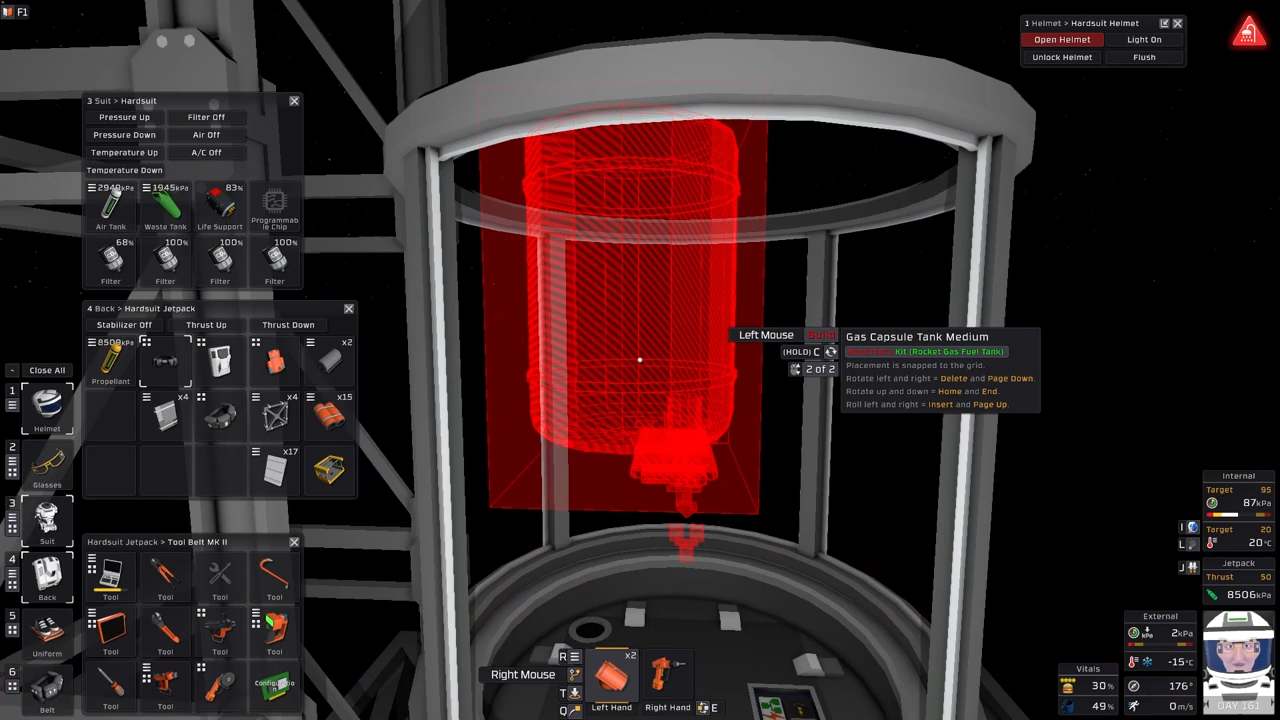 F1
1 Helmet > Hardsuit Helmet
Open Helmet
Light On
Unlock Helmet
Flush
3 Suit > Hardsuit
Pressure Up
Filter Off
Pressure Down
Air Off
Temperature Up
A/C Off
Temperature Down
2949kPa
1945kPa
83%
Air Tank
Waste Tank
Life Support
Programmab
le Chip
68%
100%
100%
100%
Filter
Filter
Filter
Filter
4 Back > Hardsuit Jetpack
Stabilizer Off
Thrust Up
Thrust Down
8509kPa
x2
Propellant
x4
x4
x15
x17
~
Close All
1
Helmet
2
Glasses
3
Suit
4
Back
5
Uniform
6
Belt
Hardsuit Jetpack > Tool Belt MK II
Tool
Tool
Tool
Tool
Tool
Tool
Tool
Tool
Tool
Tool
Tool
Configuratio
n
Left Mouse
Build
(HOLD) C
2 of 2
Gas Capsule Tank Medium
Kit (Rocket Gas Fuel Tank)
Placement is snapped to the grid.
Rotate left and right = Delete and Page Down.
Rotate up and down = Home and End.
Roll left and right = Insert and Page Up.
Right Mouse
R
T
Q
x2
Left Hand
Right Hand
E
Internal
Target 95
87kPa
Target 20
20°C
I
L
J
Jetpack
Thrust 50
8506kPa
External
kPa
2kPa
-15°C
176°
0m/s
Vitals
30%
49%
DAY 161